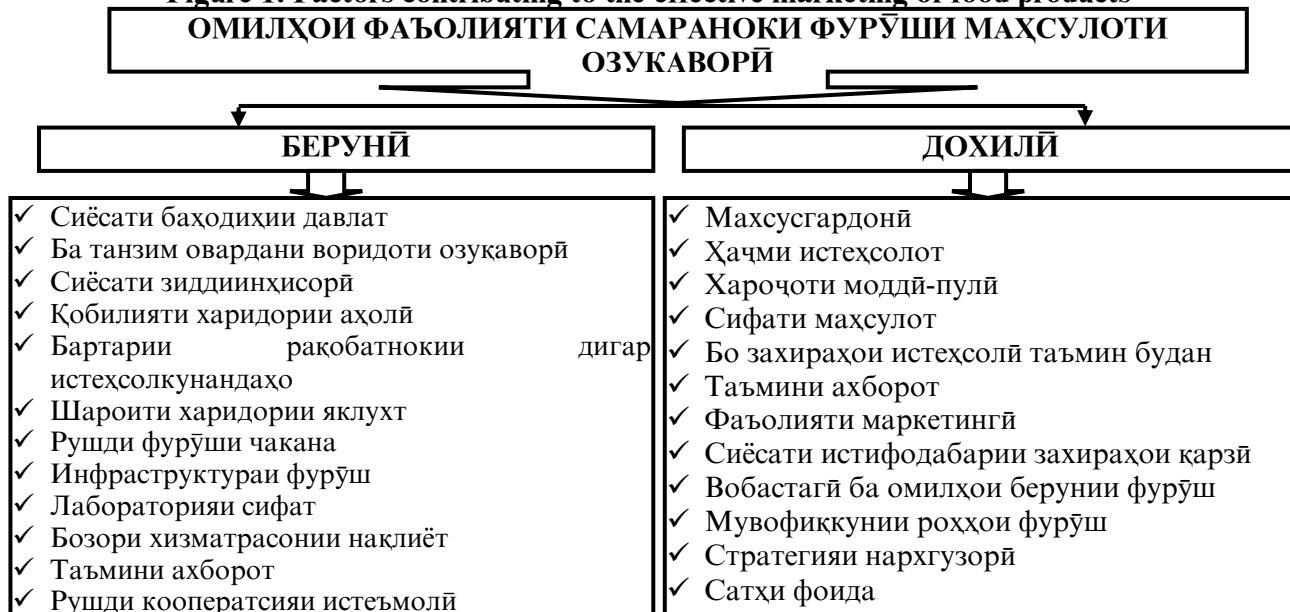 Figure 1. Factors contributing to the effective marketing of food products
ОМИЛҲОИ ФАЪОЛИЯТИ САМАРАНОКИ ФУРӮШИ МАҲСУЛОТИ
ОЗУКАВОРӢ
БЕРУНӢ
ДОХИЛӢ
✓ Сиёсати баҳодиҳии давлат
✓ Ба танзим овардани воридоти озуқаворӣ
✓ Сиёсати зиддиинҳисорӣ
✓ Қобилияти харидории аҳолӣ
✓ Бартарии рақобатнокии дигар
истеҳсолкунандаҳо
✓ Шароити харидории яклухт
✓ Рушди фурӯши чакана
✓ Инфраструктураи фурӯш
✓ Лабораторияи сифат
✓ Бозори хизматрасонии нақлиёт
✓ Таъмини ахборот
✓ Рушди кооператсияи истеъмолӣ
✓ Махсусгардонӣ
✓ Ҳаҷми истеҳсолот
✓ Хароҷоти моддӣ-пулӣ
✓ Сифати маҳсулот
✓ Бо захираҳои истеҳсолӣ таъмин будан
✓ Таъмини ахборот
✓ Фаъолияти маркетингӣ
✓ Сиёсати истифодабарии захираҳои қарзӣ
✓ Вобастагӣ ба омилҳои берунии фурӯш
✓ Мувофиқкунии роҳҳои фурӯш
✓ Стратегияи нархгузорӣ
✓ Сатҳи фоида